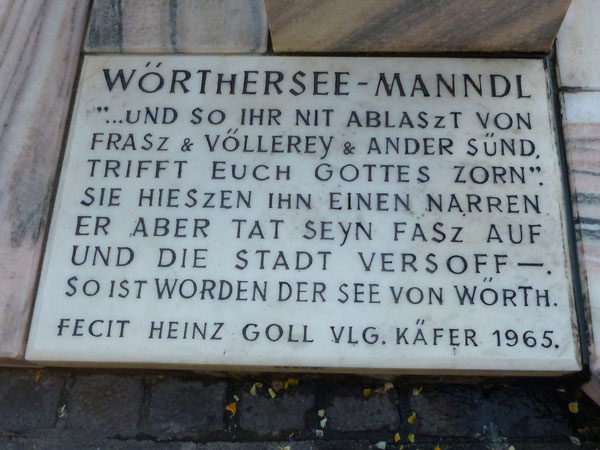 WÖRTHERSEE-MANNDL
"...UND SO IHR NIT ABLASZT VON
FRASZ & VÖLLEREY & ANDER SÜND,
TRIFFT EUCH GOTTES ZORN".
SIE HIESZEN IHN EINEN NARREN
ER ABER TAT SEYN FASZ AUF
UND DIE STADT VERSOFF—.
SO IST WORDEN DER SEE VON WÖRTH.
FECIT HEINZ GOLL VLG. KÄFER 1965.